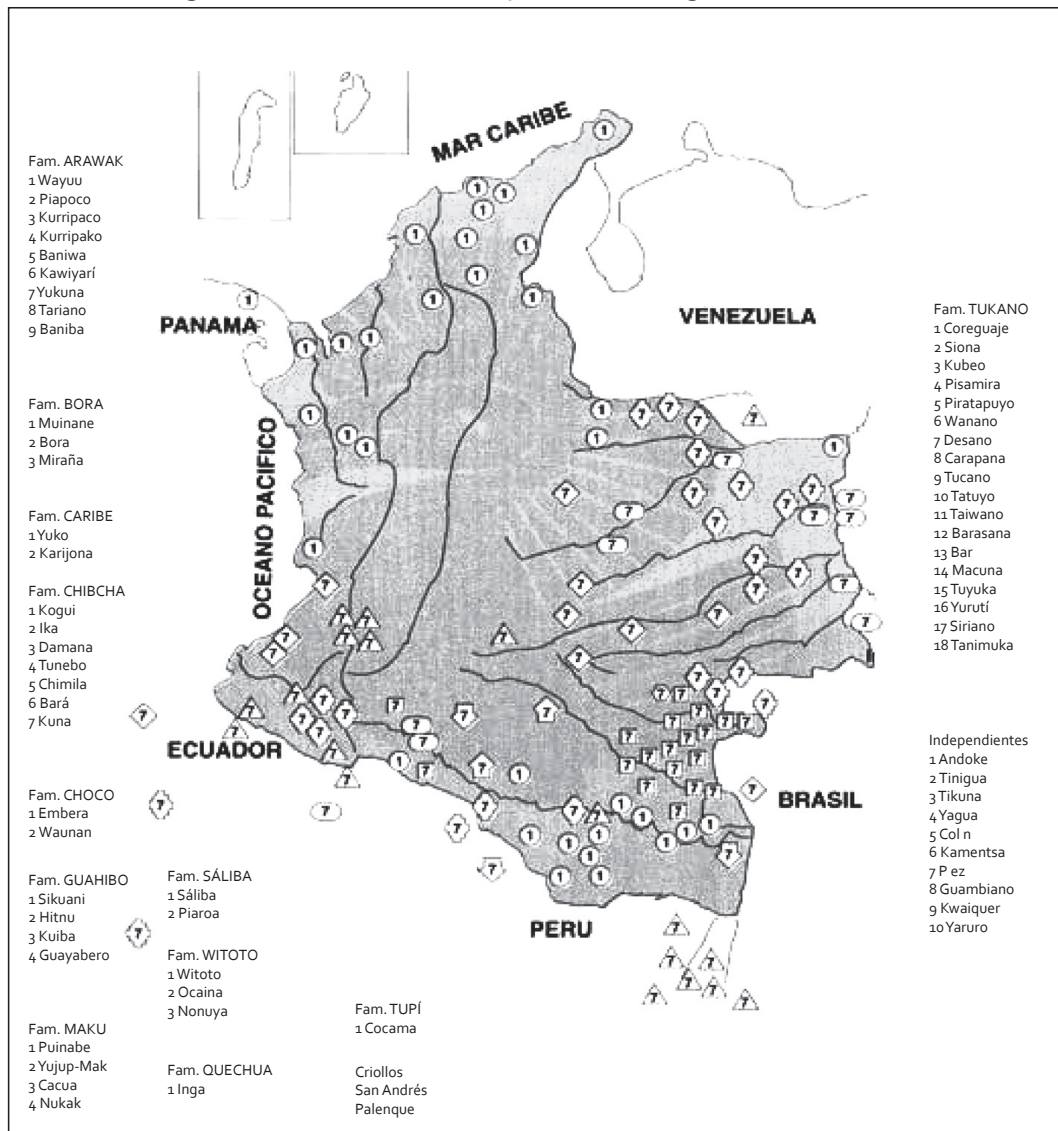 Fam. ARAWAK
1 Wayuu
2 Piapoco
3 Kurripaco
4 Kurripako
5 Baniwa
6 Kawiyarí
7 Yukuna
8 Tariano
9 Baniba
Fam. BORA
1 Muinane
2 Bora
3 Miraña
Fam. CARIBE
1 Yuko
2 Karijona
Fam. CHIBCHA
1 Kogui
2 Ika
3 Damana
4 Tunebo
5 Chimila
6 Bará
7 Kuna
Fam. CHOCO
1 Embera
2 Waunan
Fam. GUAHIBO
1 Sikuani
2 Hitnu
3 Kuiba
4 Guayabero
Fam. MAKU
1 Puinabe
2 Yujup-Mak
3 Cacua
4 Nukak
Fam. SÁLIBA
1 Sáliba
2 Piaroa
Fam. WITOTO
1 Witoto
2 Ocaina
3 Nonuya
Fam. QUECHUA
1 Inga
Fam. TUPÍ
1 Cocama
Criollos
San Andrés
Palenque
MAR CARIBE
PANAMA
VENEZUELA
OCEANO PACIFICO
ECUADOR
BRASIL
PERU
Fam. TUKANO
1 Coreguaje
2 Siona
3 Kubeo
4 Pisamira
5 Piratapuyo
6 Wanano
7 Desano
8 Carapana
9 Tucano
10 Tatuyo
11 Taiwano
12 Barasana
13 Bar
14 Macuna
15 Tuyuka
16 Yurutí
17 Siriano
18 Tanimuka
Independientes
1 Andoke
2 Tinigua
3 Tikuna
4 Yagua
5 Col n
6 Kamentsa
7 P ez
8 Guambiano
9 Kwaiquer
10 Yaruro